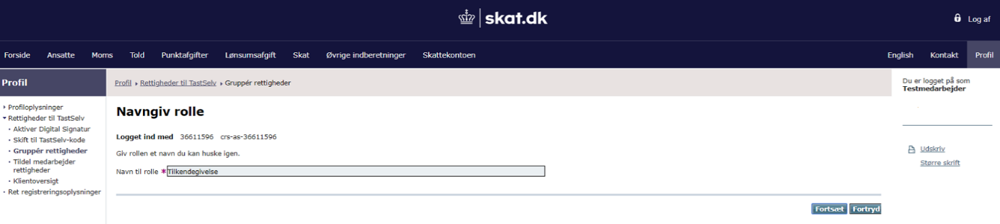 skat.dk
Log af
Forside Ansatte Moms Told Punktafgifter Lønsumsafgift Skat Øvrige indberetninger Skattekontoen English Kontakt Profil
Profil
Profiloplysninger
Rettigheder til TastSelv
Aktiver Digital Signatur
Skift til TastSelv-kode
Gruppér rettigheder
Tildel medarbejder
rettigheder
Klientoversigt
Ret registreringsoplysninger
Profil Rettigheder til TastSelv Gruppér rettigheder
Navngiv rolle
Logget ind med 36611596 crs-as-36611596
Giv rollen et navn du kan huske igen.
Navn til rolle * Tilkendegivelse
Fortsæt Fortryd
Du er logget på som
Testmedarbejder
Udskriv
Større skrift